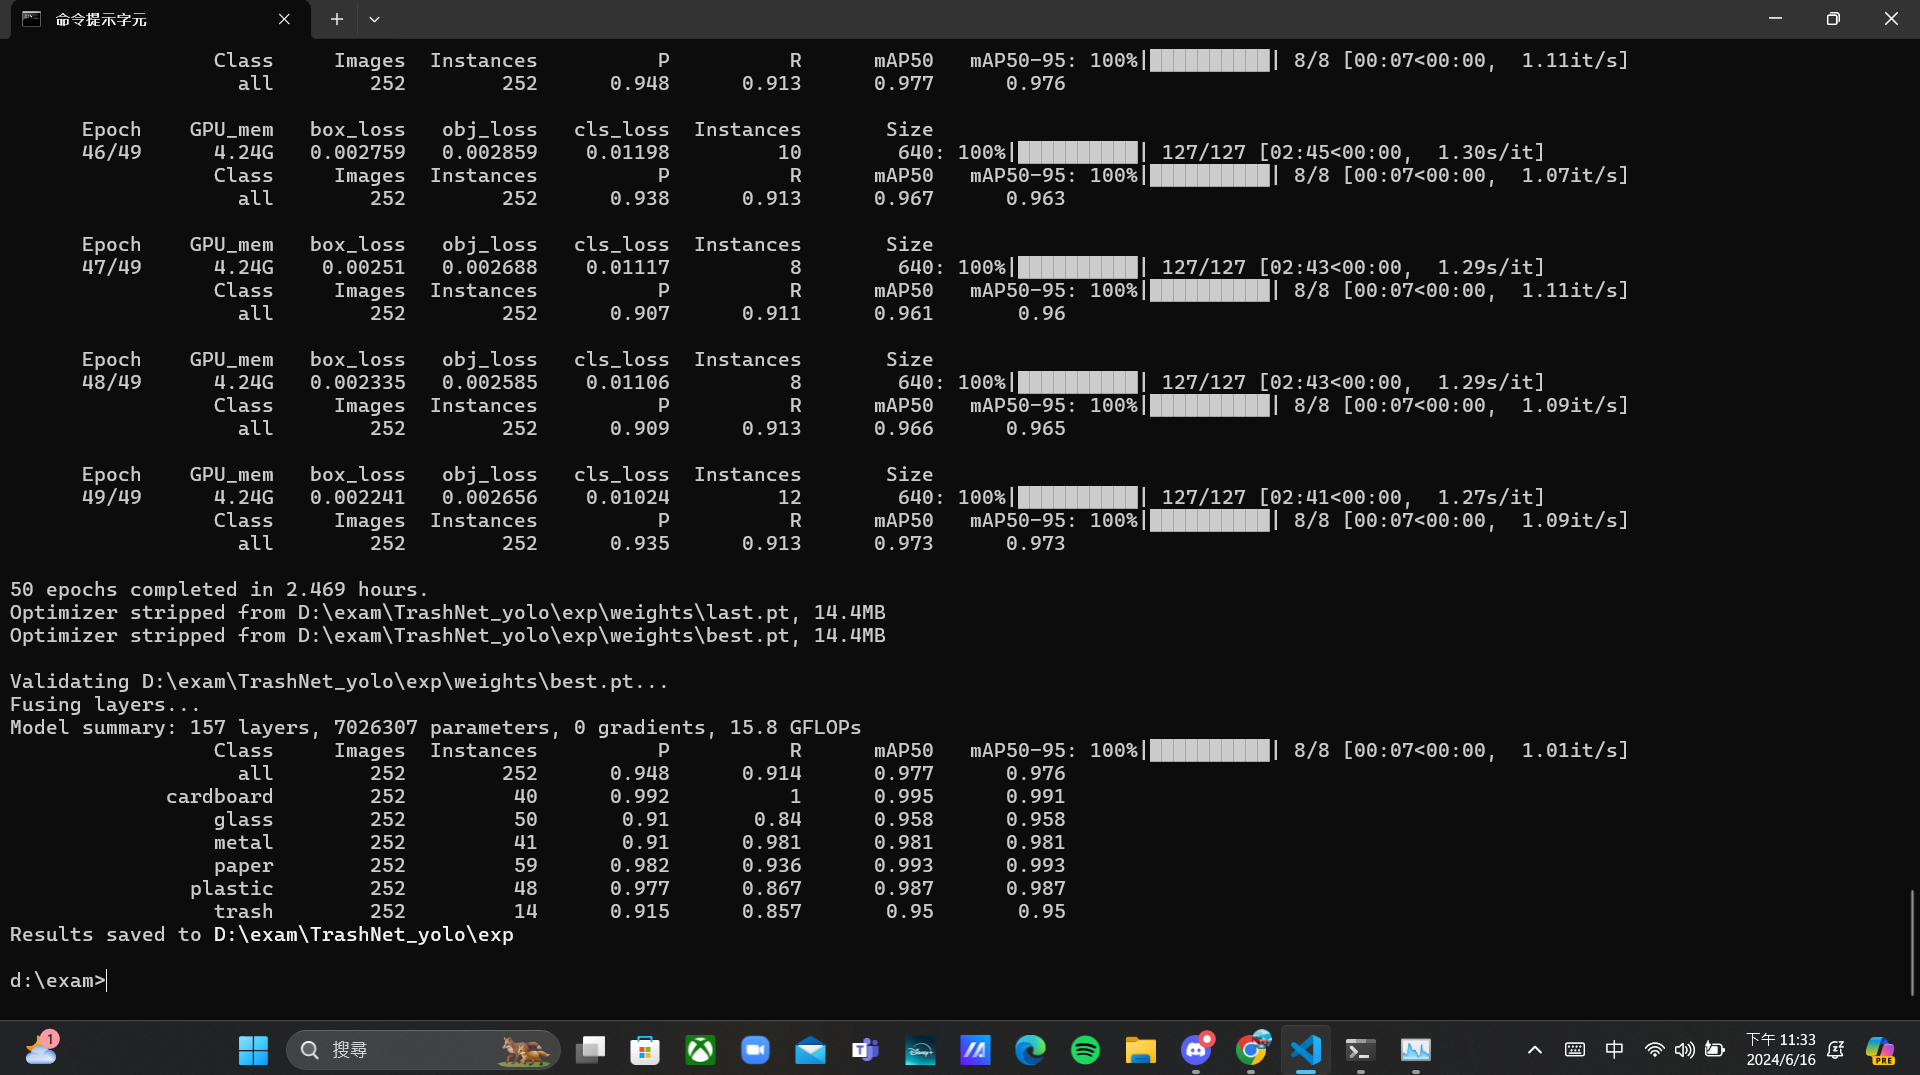 命令提示字元
Class Images Instances P R mAP50 mAP50-95: 100%|██████████| 8/8 [00:07<00:00, 1.11it/s]
all 252 252 0.948 0.913 0.977 0.976
Epoch GPU_mem box_loss obj_loss cls_loss Instances Size
46/49 4.24G 0.002759 0.002859 0.01198 10 640: 100%|██████████| 127/127 [02:45<00:00, 1.30s/it]
Class Images Instances P R mAP50 mAP50-95: 100%|██████████| 8/8 [00:07<00:00, 1.07it/s]
all 252 252 0.938 0.913 0.967 0.963
Epoch GPU_mem box_loss obj_loss cls_loss Instances Size
47/49 4.24G 0.00251 0.002688 0.01117 8 640: 100%|██████████| 127/127 [02:43<00:00, 1.29s/it]
Class Images Instances P R mAP50 mAP50-95: 100%|██████████| 8/8 [00:07<00:00, 1.11it/s]
all 252 252 0.907 0.911 0.961 0.96
Epoch GPU_mem box_loss obj_loss cls_loss Instances Size
48/49 4.24G 0.002335 0.002585 0.01106 8 640: 100%|██████████| 127/127 [02:43<00:00, 1.29s/it]
Class Images Instances P R mAP50 mAP50-95: 100%|██████████| 8/8 [00:07<00:00, 1.09it/s]
all 252 252 0.909 0.913 0.966 0.965
Epoch GPU_mem box_loss obj_loss cls_loss Instances Size
49/49 4.24G 0.002241 0.002656 0.01024 12 640: 100%|██████████| 127/127 [02:41<00:00, 1.27s/it]
Class Images Instances P R mAP50 mAP50-95: 100%|██████████| 8/8 [00:07<00:00, 1.09it/s]
all 252 252 0.935 0.913 0.973 0.973
50 epochs completed in 2.469 hours.
Optimizer stripped from D:\exam\TrashNet_yolo\exp\weights\last.pt, 14.4MB
Optimizer stripped from D:\exam\TrashNet_yolo\exp\weights\best.pt, 14.4MB
Validating D:\exam\TrashNet_yolo\exp\weights\best.pt...
Fusing layers...
Model summary: 157 layers, 7026307 parameters, 0 gradients, 15.8 GFLOPs
Class Images Instances P R mAP50 mAP50-95: 100%|██████████| 8/8 [00:07<00:00, 1.01it/s]
all 252 252 0.948 0.914 0.977 0.976
cardboard 252 40 0.992 1 0.995 0.991
glass 252 50 0.91 0.84 0.958 0.958
metal 252 41 0.91 0.981 0.981 0.981
paper 252 59 0.982 0.936 0.993 0.993
plastic 252 48 0.977 0.867 0.987 0.987
trash 252 14 0.915 0.857 0.95 0.95
Results saved to D:\exam\TrashNet_yolo\exp
d:\exam>
1
搜尋
Disney+
中
下午 11:33
2024/6/16
PRE